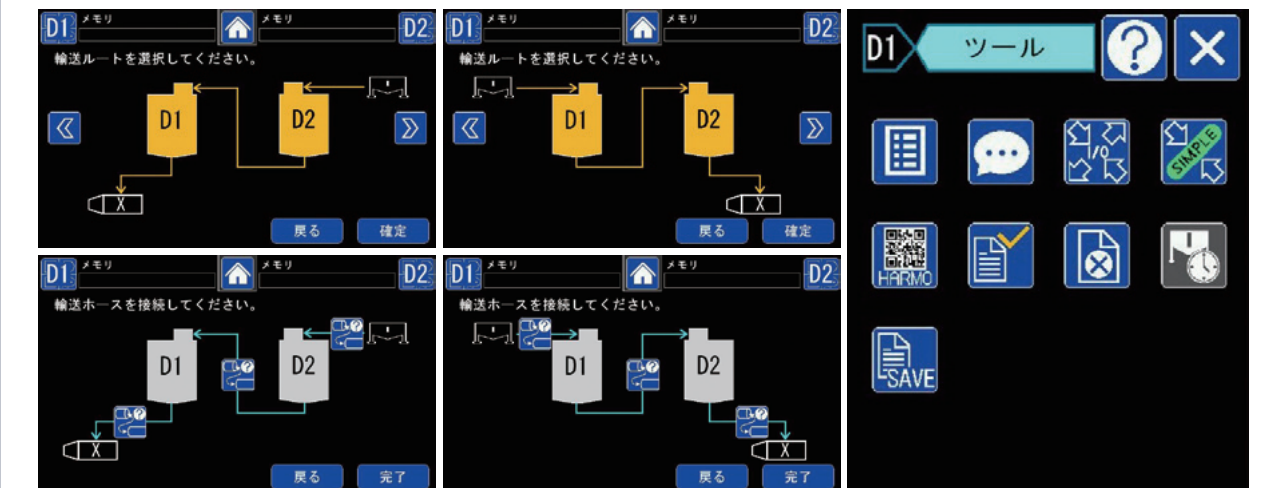 D1 メモリ メモリ D2
輸送ルートを選択してください。
D1 D2
X
戻る 確定
D1 メモリ メモリ D2
輸送ルートを選択してください。
D1 D2
X
戻る 確定
D1 メモリ メモリ D2
輸送ホースを接続してください。
? 
D1 ? D2
?
X
戻る 完了
D1 メモリ メモリ D2
輸送ホースを接続してください。
?
D1 ? D2
?
X
戻る 完了
D1 ツール ? X
I/O SIMPLE
HARMO
SAVE